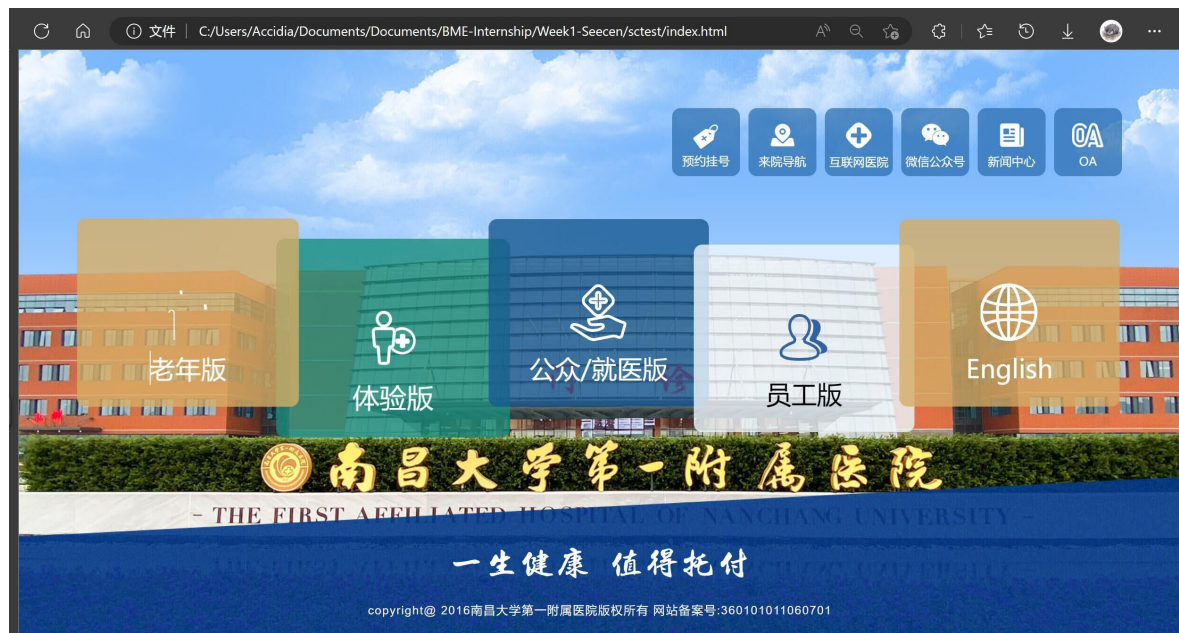 文件 C:/Users/Accidia/Documents/Documents/BME-Internship/Week1-Seecen/sctest/index.html
预约挂号
来院导航
互联网医院
微信公众号
新闻中心
OA
OA
老年版
体验版
公众/就医版
员工版
English
南昌大学第一附属医院
- THE FIRST AFFILIATED HOSPITAL OF NANCHANG UNIVERSITY
一生健康 值得托付
copyright@ 2016南昌大学第一附属医院版权所有 网站备案号:360101011060701